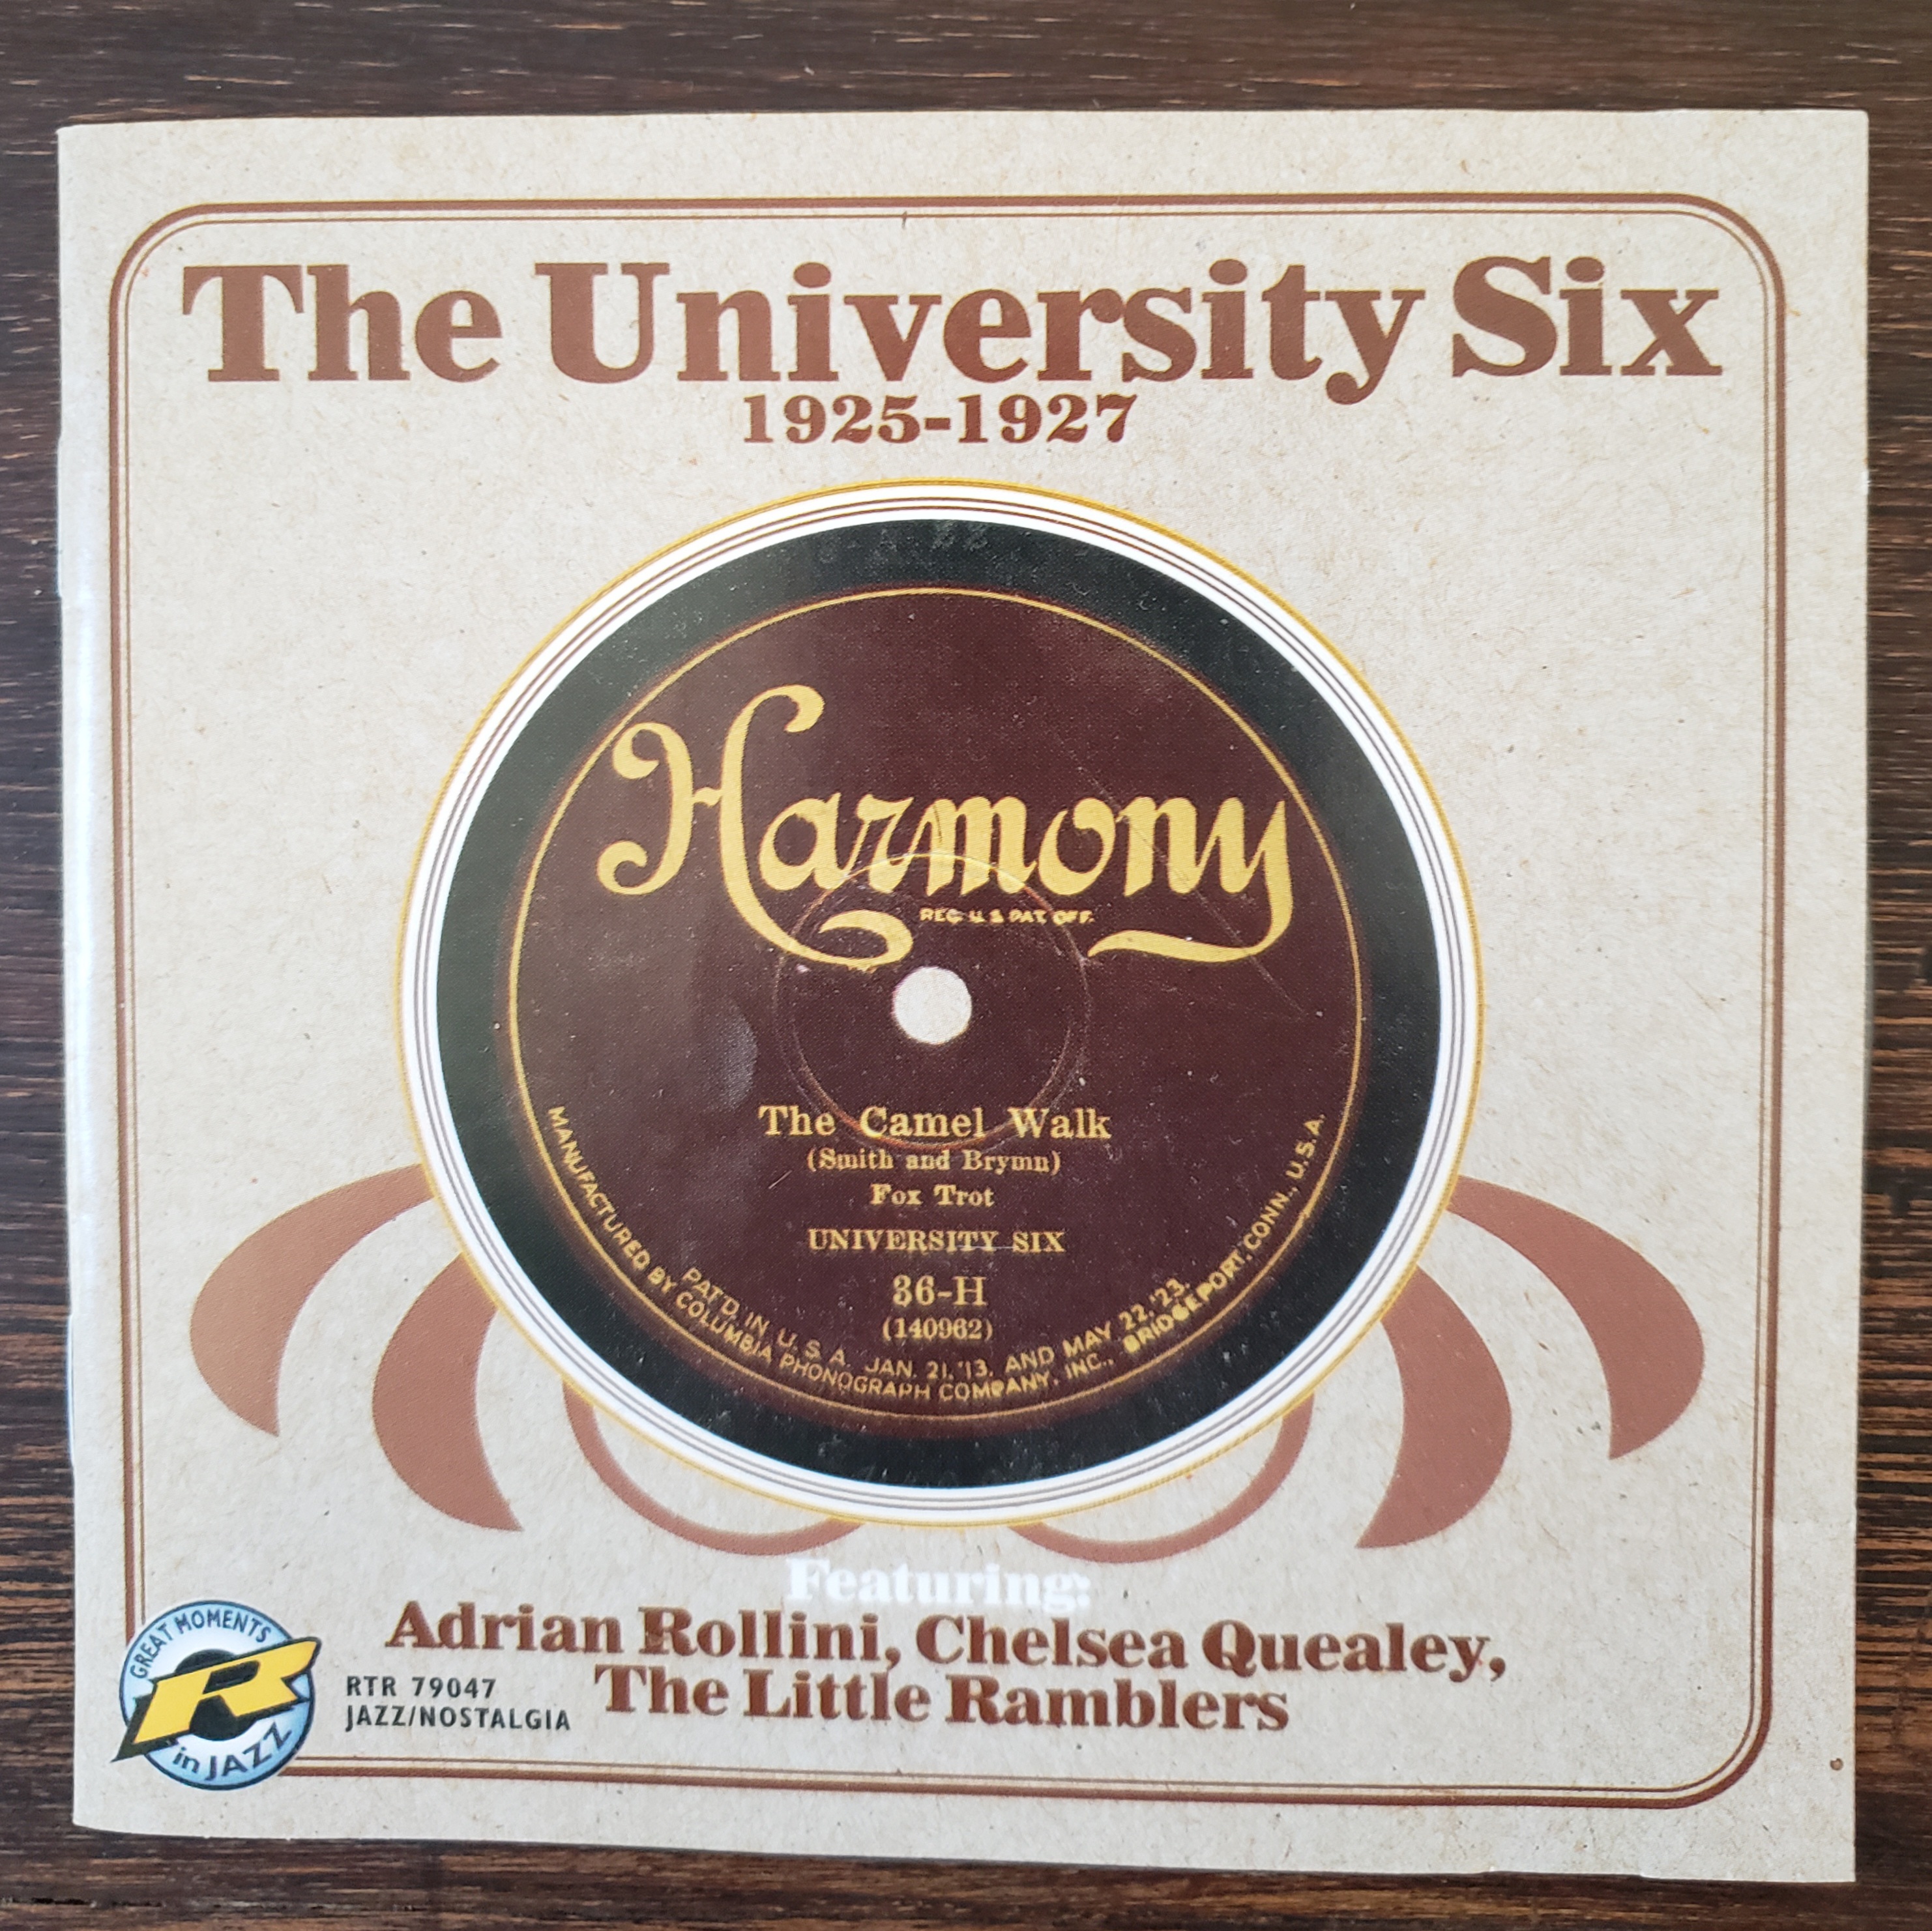 The University Six
1925-1927
Harmony
REG. U. S. PAT. OFF.
The Camel Walk
(Smith and Brymn)
Fox Trot
UNIVERSITY SIX
36-H
(140962)
PAT'D. IN U. S. A. JAN. 21, '13. AND MAY 22, '23.
MANUFACTURED BY COLUMBIA PHONOGRAPH COMPANY, INC., BRIDGEPORT, CONN., U.S.A.
Featuring:
Adrian Rollini, Chelsea Quealey,
The Little Ramblers
GREAT MOMENTS
R
in JAZZ
RTR 79047
JAZZ/NOSTALGIA